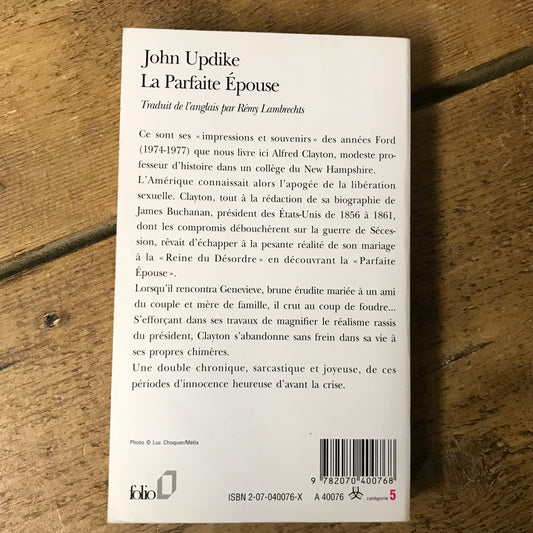 John Updike
La Parfaite Épouse
Traduit de l'anglais par Rémy Lambrechts
Ce sont ses « impressions et souvenirs » des années Ford
(1974-1977) que nous livre ici Alfred Clayton, modeste pro-
fesseur d'histoire dans un collège du New Hampshire.
L'Amérique connaissait alors l'apogée de la libération
sexuelle. Clayton, tout à la rédaction de sa biographie de
James Buchanan, président des États-Unis de 1856 à 1861,
dont les compromis débouchèrent sur la guerre de Séces-
sion, rêvait d'échapper à la pesante réalité de son mariage
à la « Reine du Désordre » en découvrant la « Parfaite
Épouse ».
Lorsqu'il rencontra Genevieve, brune érudite mariée à un ami
du couple et mère de famille, il crut au coup de foudre...
S'efforçant dans ses travaux de magnifier le réalisme rassis
du président, Clayton s'abandonne sans frein dans sa vie à
ses propres chimères.
Une double chronique, sarcastique et joyeuse, de ces
périodes d'innocence heureuse d'avant la crise.
Photo © Luc Choquer/Métis
9 782070 400768
folio
ISBN 2-07-040076-X A 40076 catégorie 5